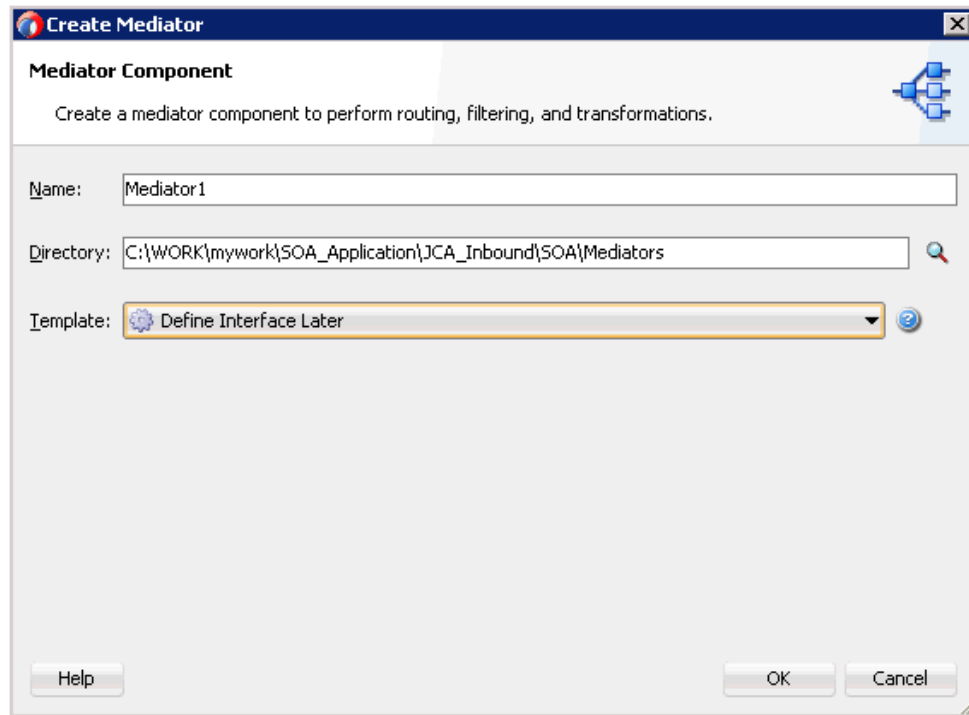 Create Mediator
Mediator Component
Create a mediator component to perform routing, filtering, and transformations.
Name: Mediator1
Directory: C:\WORK\mywork\SOA_Application\JCA_Inbound\SOA\Mediators
Template: Define Interface Later
Help OK Cancel